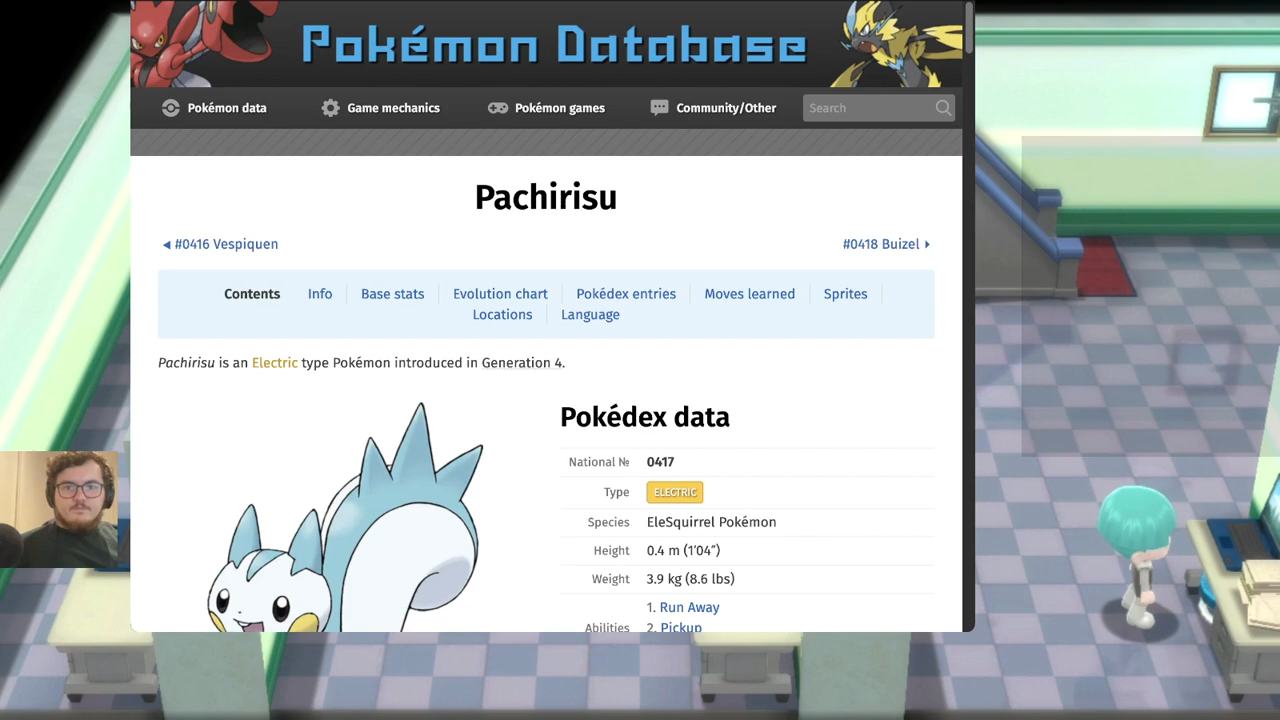 Pokémon Database
Pokémon data
Game mechanics
Pokémon games
Community/Other
Search
Pachirisu
#0416 Vespiquen
#0418 Buizel
Contents Info Base stats Evolution chart Pokédex entries Moves learned Sprites
Locations Language
Pachirisu is an Electric type Pokémon introduced in Generation 4.
Pokédex data
National № 0417
Type ELECTRIC
Species EleSquirrel Pokémon
Height 0.4 m (1′04″)
Weight 3.9 kg (8.6 lbs)
1. Run Away
Abilities 2. Pickup